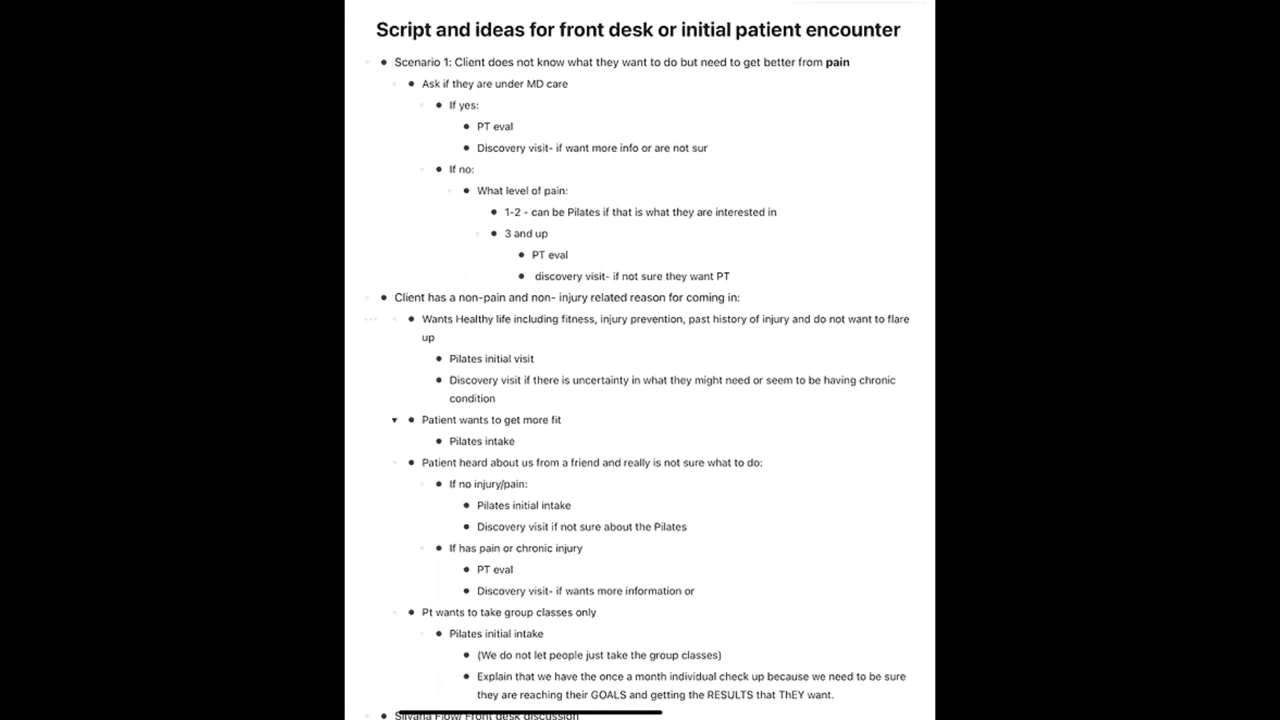 Script and ideas for front desk or initial patient encounter
Scenario 1: Client does not know what they want to do but need to get better from pain
Ask if they are under MD care
If yes:
PT eval
Discovery visit- if want more info or are not sur
If no:
What level of pain:
1-2 - can be Pilates if that is what they are interested in
3 and up
PT eval
discovery visit- if not sure they want PT
Client has a non-pain and non- injury related reason for coming in:
Wants Healthy life including fitness, injury prevention, past history of injury and do not want to flare
up
Pilates initial visit
Discovery visit if there is uncertainty in what they might need or seem to be having chronic
condition
Patient wants to get more fit
Pilates intake
Patient heard about us from a friend and really is not sure what to do:
If no injury/pain:
Pilates initial intake
Discovery visit if not sure about the Pilates
If has pain or chronic injury
PT eval
Discovery visit- if wants more information or
Pt wants to take group classes only
Pilates initial intake
(We do not let people just take the group classes)
Explain that we have the once a month individual check up because we need to be sure
they are reaching their GOALS and getting the RESULTS that ThEY want.
Silvana Flow/ Front desk discussion